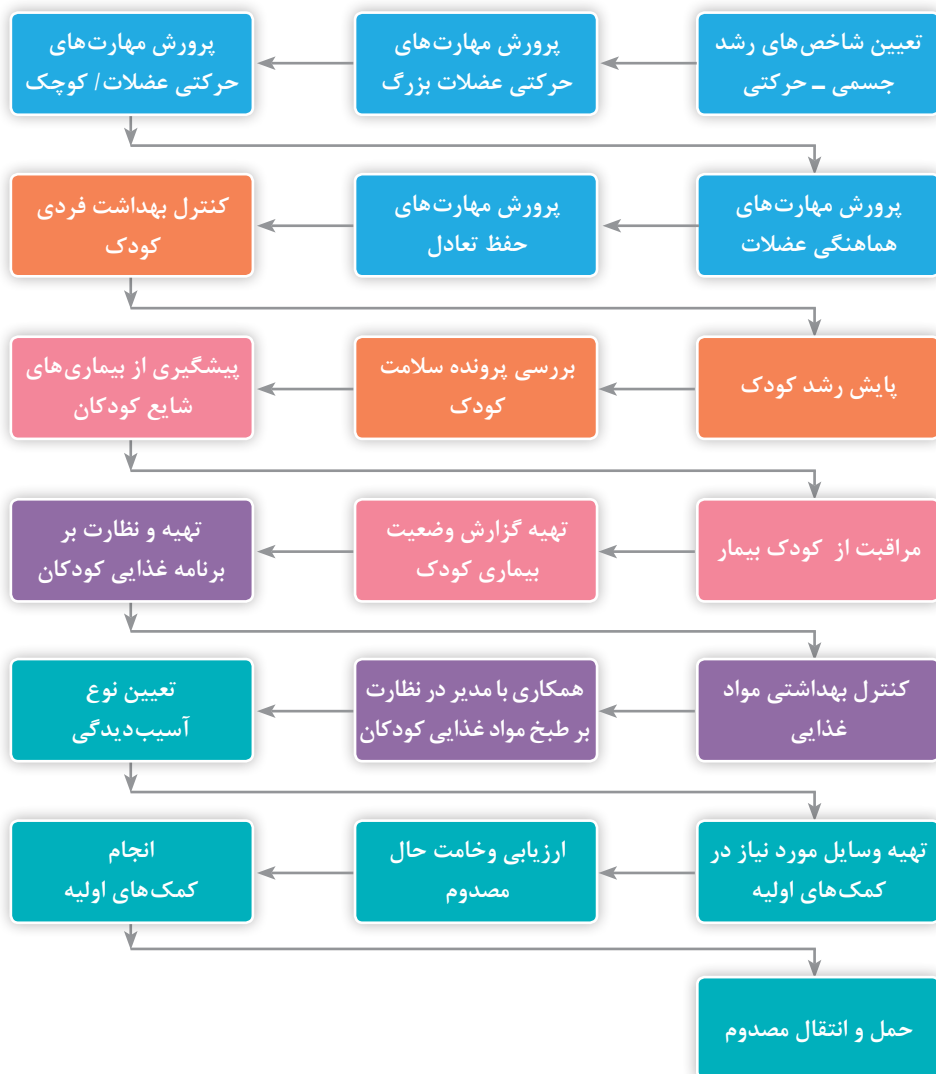 تعیین شاخص‌های رشد
جسمی ـ حرکتی
پرورش مهارت‌های
حرکتی عضلات بزرگ
پرورش مهارت‌های
حرکتی عضلات/ کوچک
پرورش مهارت‌های
هماهنگی عضلات
پرورش مهارت‌های
حفظ تعادل
کنترل بهداشت فردی
کودک
پایش رشد کودک
بررسی پرونده سلامت
کودک
پیشگیری از بیماری‌های
شایع کودکان
مراقبت از کودک بیمار
تهیه گزارش وضعیت
بیماری کودک
تهیه و نظارت بر
برنامه غذایی کودکان
کنترل بهداشتی مواد
غذایی
همکاری با مدیر در نظارت
بر طبخ مواد غذایی کودکان
تعیین نوع
آسیب‌دیدگی
تهیه وسایل مورد نیاز در
کمک‌های اولیه
ارزیابی وخامت حال
مصدوم
انجام
کمک‌های اولیه
حمل و انتقال مصدوم